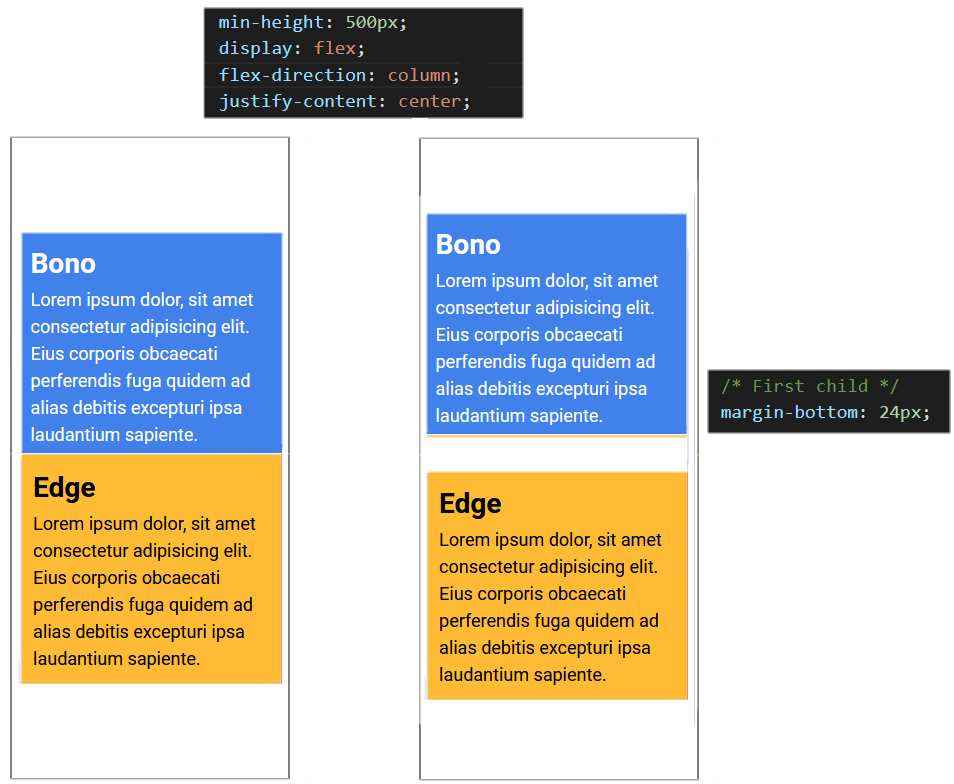 min-height: 500px;
display: flex;
flex-direction: column;
justify-content: center;
Bono
Lorem ipsum dolor, sit amet
consectetur adipisicing elit.
Eius corporis obcaecati
perferendis fuga quidem ad
alias debitis excepturi ipsa
laudantium sapiente.
Edge
Lorem ipsum dolor, sit amet
consectetur adipisicing elit.
Eius corporis obcaecati
perferendis fuga quidem ad
alias debitis excepturi ipsa
laudantium sapiente.
Bono
Lorem ipsum dolor, sit amet
consectetur adipisicing elit.
Eius corporis obcaecati
perferendis fuga quidem ad
alias debitis excepturi ipsa
laudantium sapiente.
Edge
Lorem ipsum dolor, sit amet
consectetur adipisicing elit.
Eius corporis obcaecati
perferendis fuga quidem ad
alias debitis excepturi ipsa
laudantium sapiente.
/* First child */
margin-bottom: 24px;